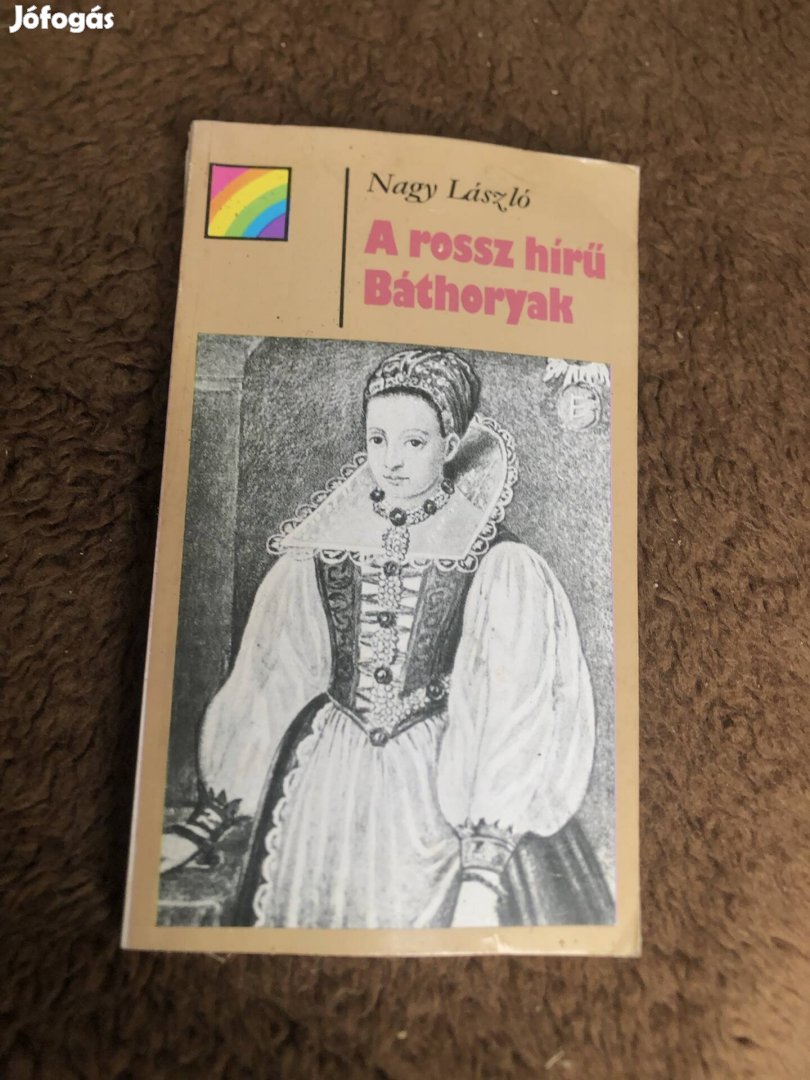 Jófogás
Nagy László
A rossz hírű
Báthoryak